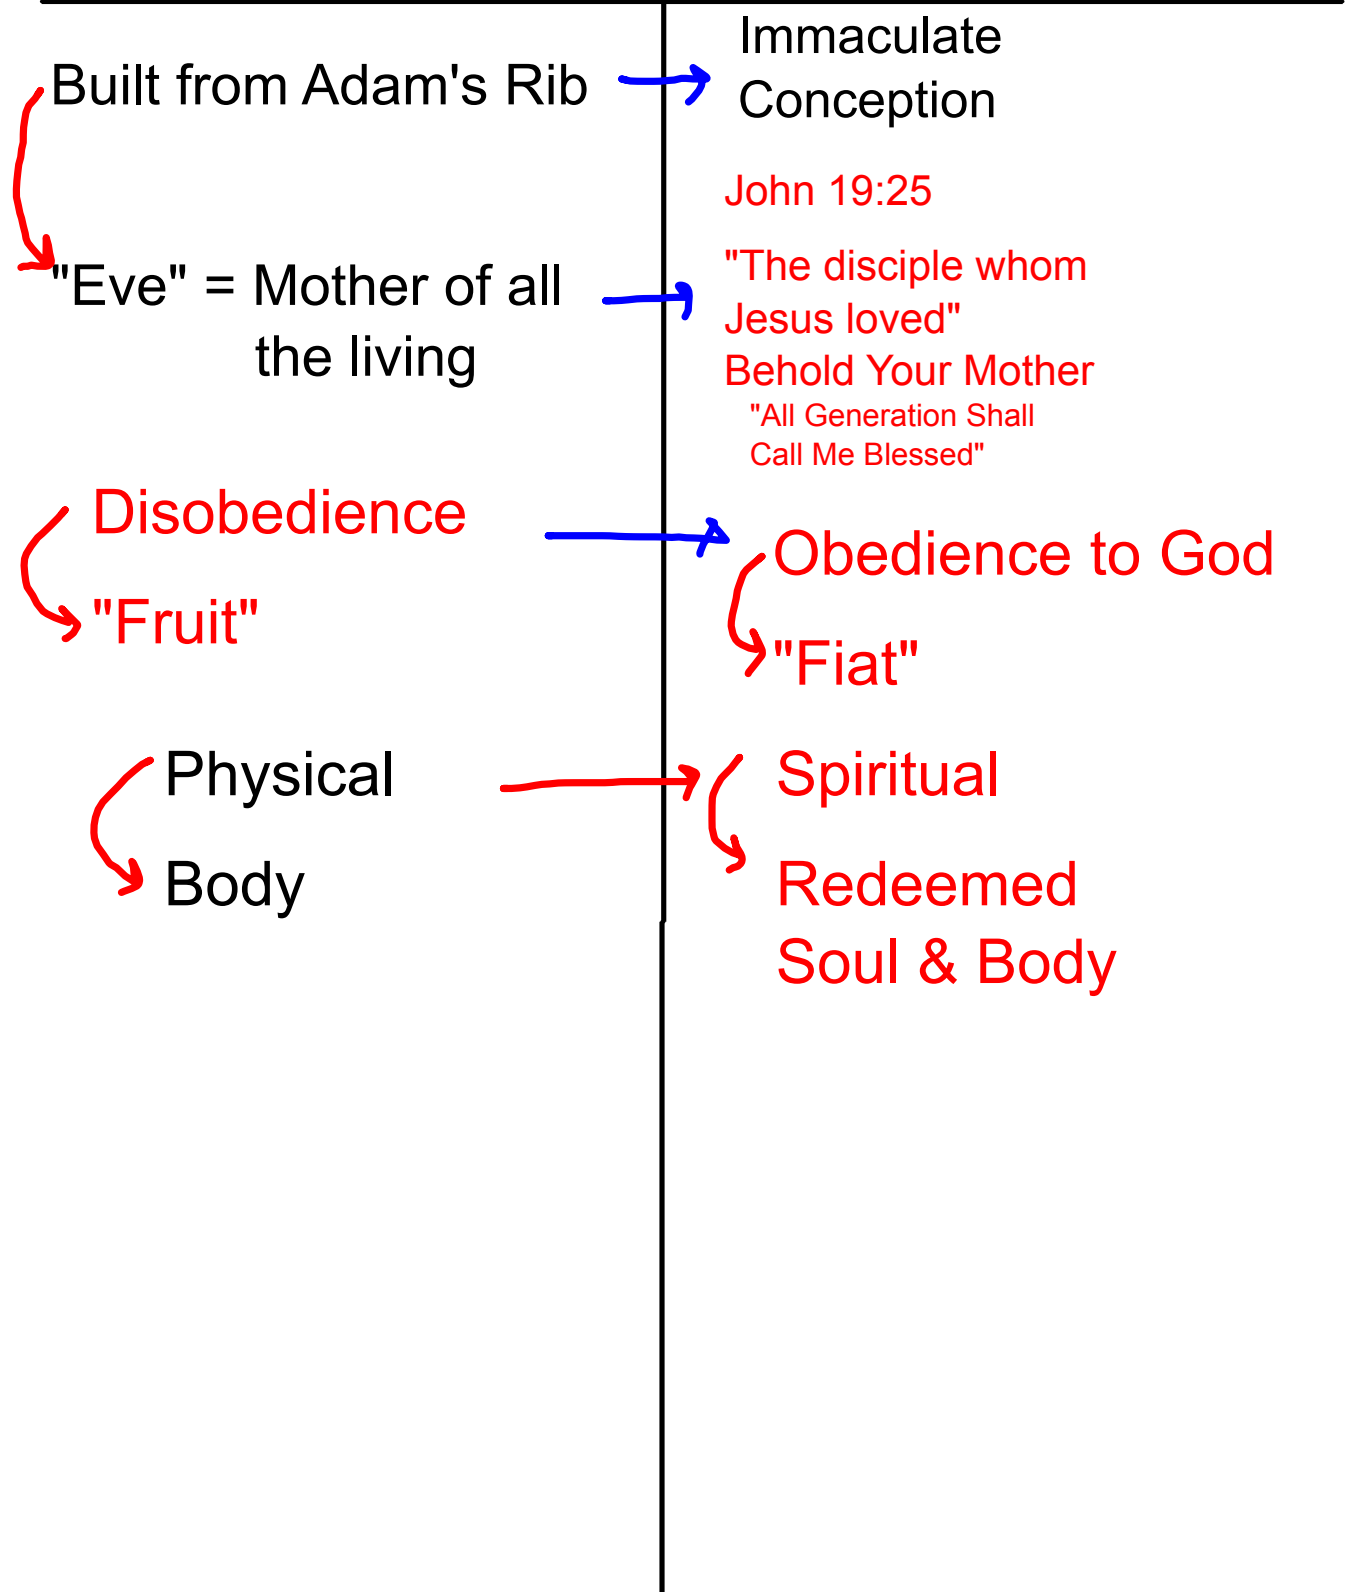 Built from Adam's Rib
"Eve" = Mother of all
the living
Disobedience
"Fruit"
Physical
Body
Immaculate
Conception
John 19:25
"The disciple whom
Jesus loved"
Behold Your Mother
"All Generation Shall
Call Me Blessed"
Obedience to God
"Fiat"
Spiritual
Redeemed
Soul & Body